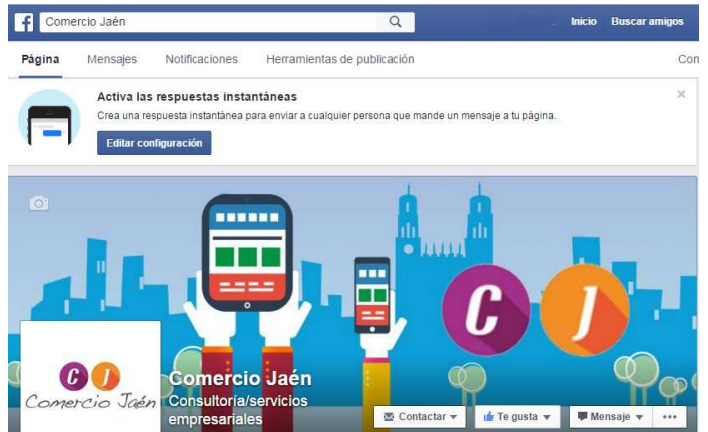 f Comercio Jaén Inicio Buscar amigos
Página Mensajes Notificaciones Herramientas de publicación
Activa las respuestas instantáneas ×
Crea una respuesta instantánea para enviar a cualquier persona que mande un mensaje a tu página.
Editar configuración
C J
C J
Comercio Jaén
Comercio Jaén
Consultoría/servicios
empresariales
Contactar Te gusta Mensaje •••